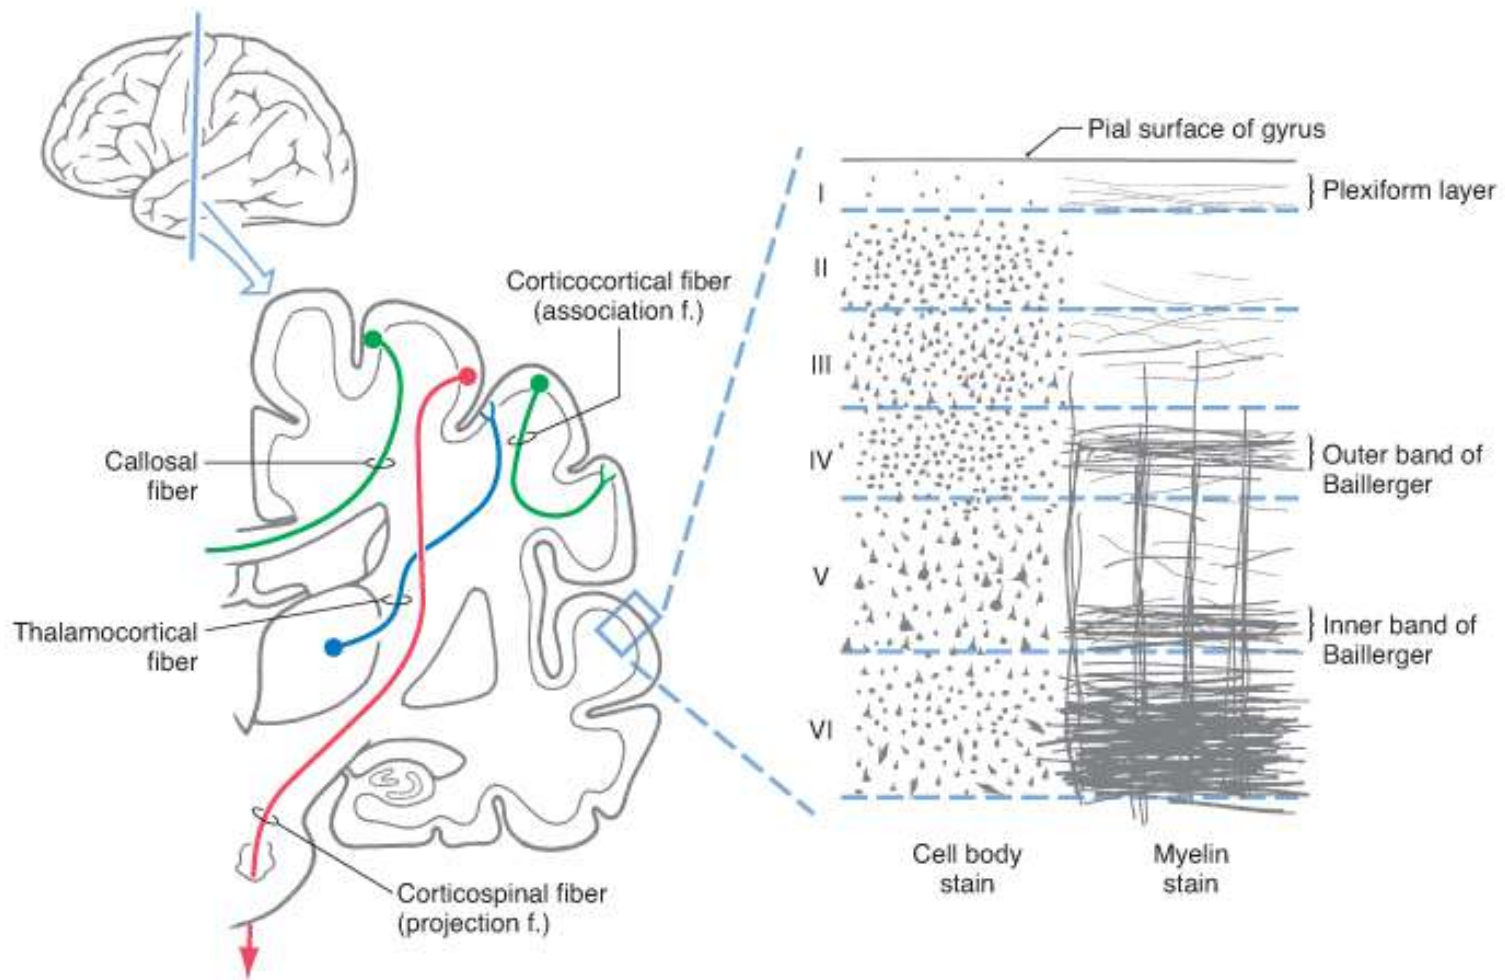 Pial surface of gyrus
I
Plexiform layer
II
Corticocortical fiber
(association f.)
III
Callosal
fiber
IV
Outer band of
Baillerger
V
Thalamocortical
fiber
Inner band of
Baillerger
VI
Cell body
stain
Myelin
stain
Corticospinal fiber
(projection f.)